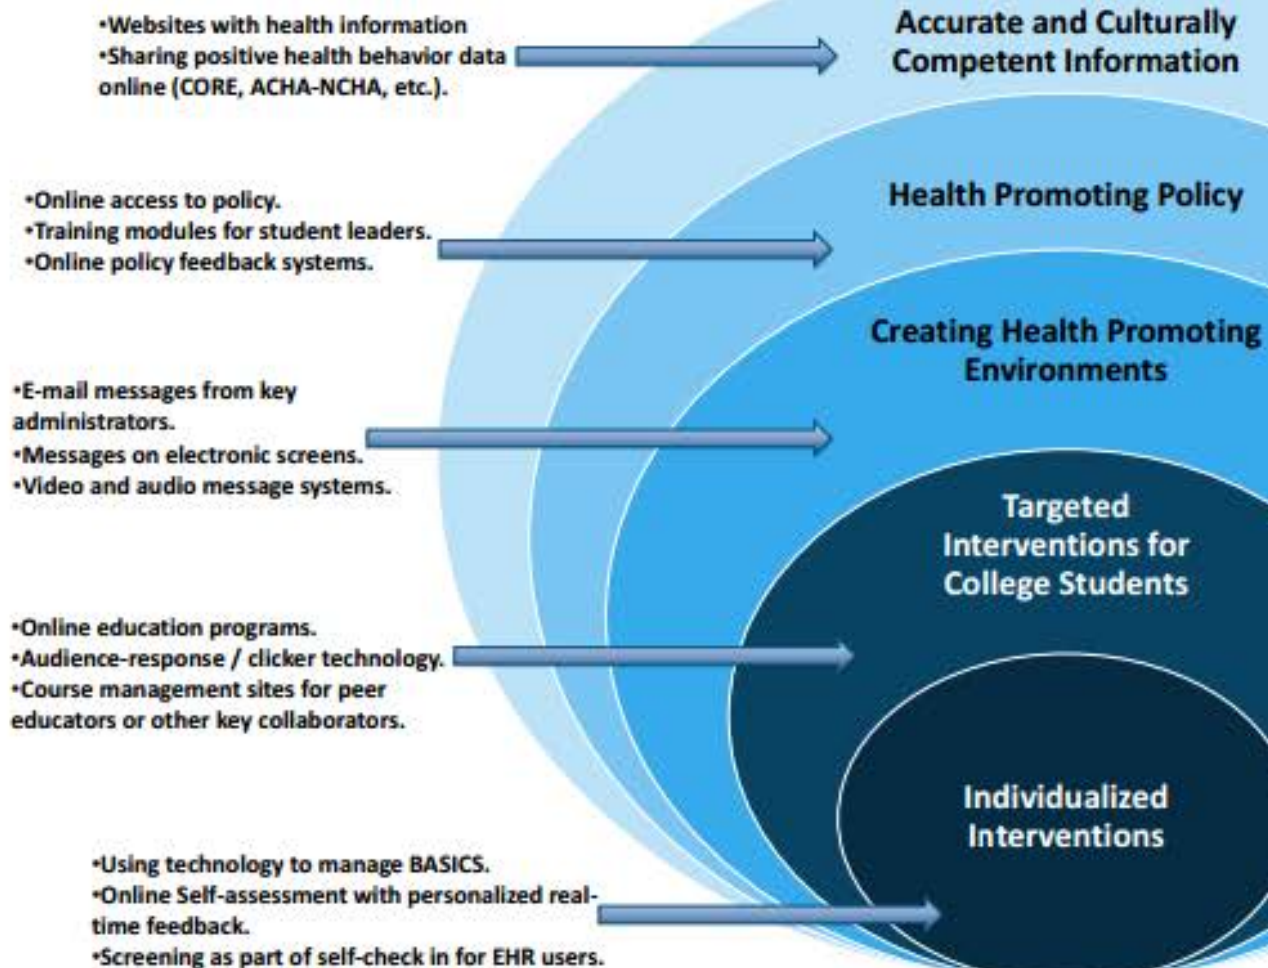 •Websites with health information
•Sharing positive health behavior data
online (CORE, ACHA-NCHA, etc.).
Accurate and Culturally
Competent Information
•Online access to policy.
•Training modules for student leaders.
•Online policy feedback systems.
Health Promoting Policy
Creating Health Promoting
Environments
•E-mail messages from key
administrators.
•Messages on electronic screens.
•Video and audio message systems.
Targeted
Interventions for
College Students
•Online education programs.
•Audience-response / clicker technology.
•Course management sites for peer
educators or other key collaborators.
Individualized
Interventions
•Using technology to manage BASICS.
•Online Self-assessment with personalized real-
time feedback.
•Screening as part of self-check in for EHR users.